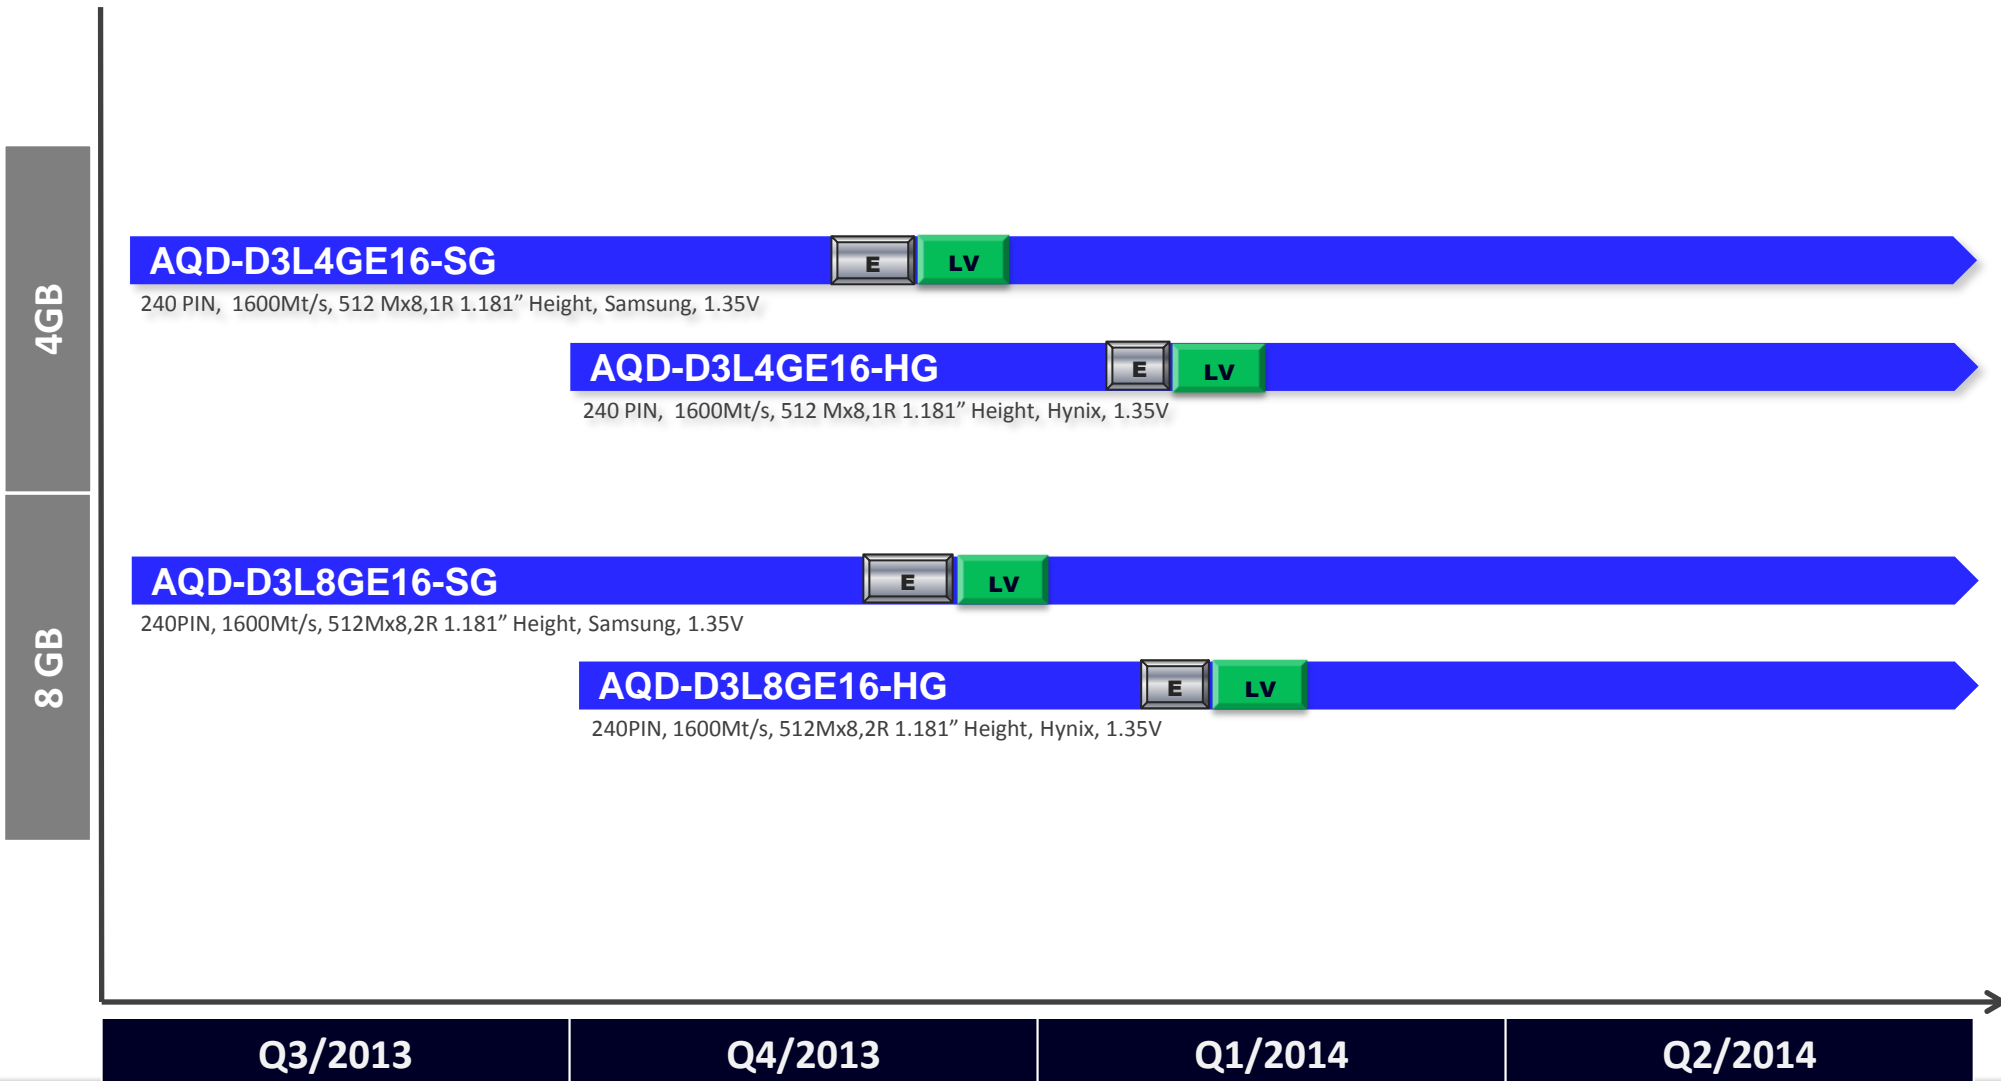 4GB
AQD-D3L4GE16-SG E LV
240 PIN, 1600Mt/s, 512 Mx8,1R 1.181” Height, Samsung, 1.35V
AQD-D3L4GE16-HG E LV
240 PIN, 1600Mt/s, 512 Mx8,1R 1.181” Height, Hynix, 1.35V
8 GB
AQD-D3L8GE16-SG E LV
240PIN, 1600Mt/s, 512Mx8,2R 1.181” Height, Samsung, 1.35V
AQD-D3L8GE16-HG E LV
240PIN, 1600Mt/s, 512Mx8,2R 1.181” Height, Hynix, 1.35V
Q3/2013 Q4/2013 Q1/2014 Q2/2014